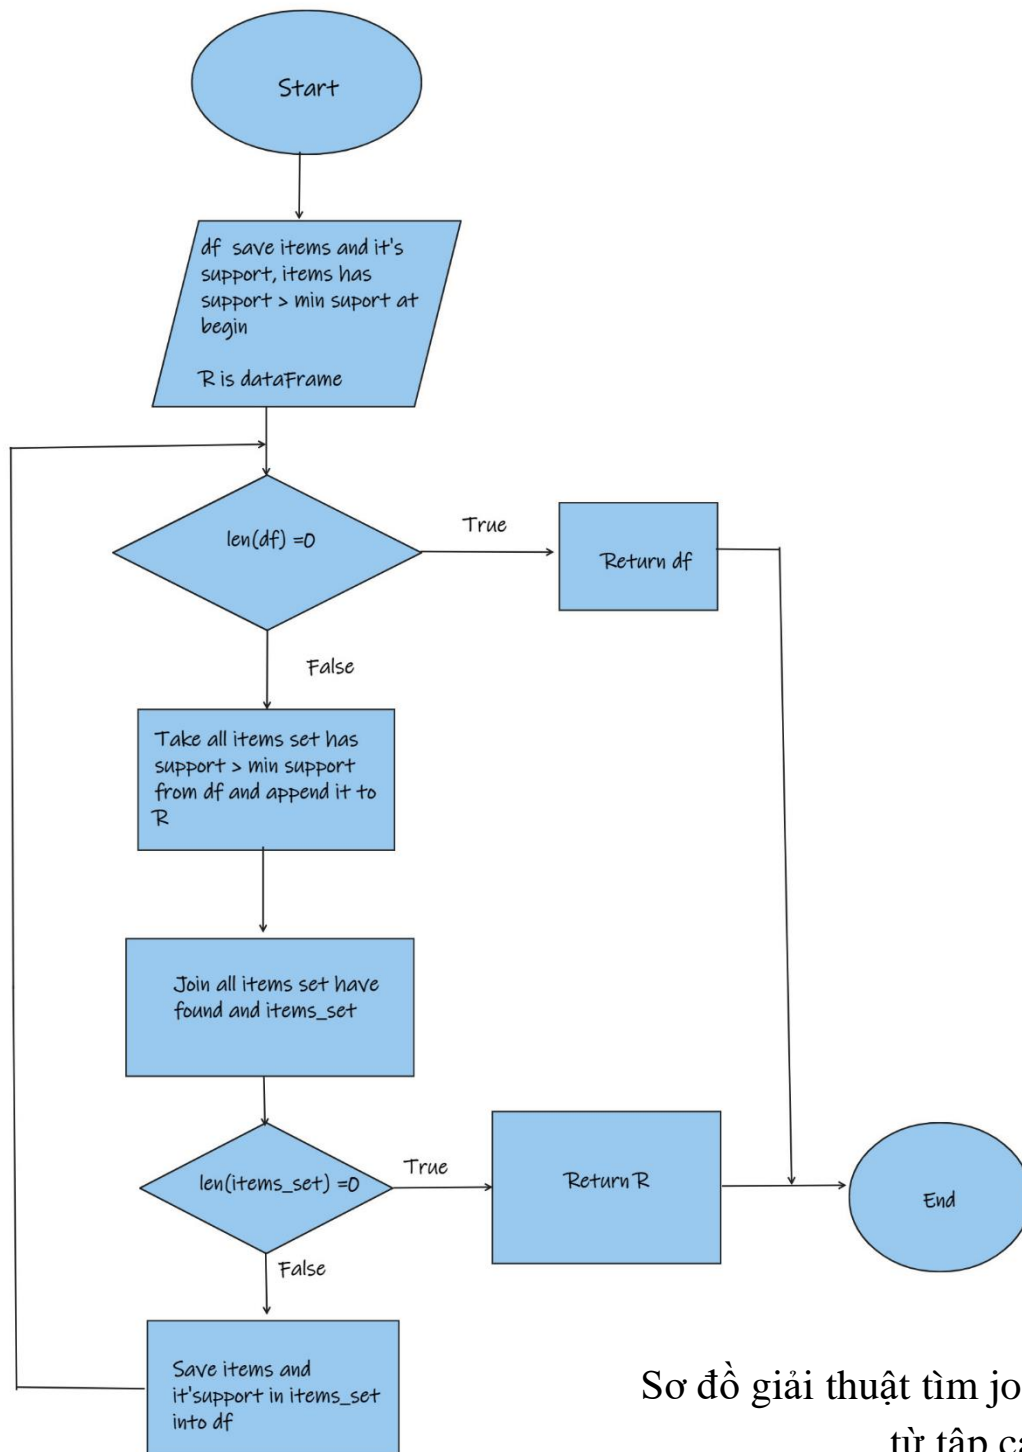 Start
df save items and it's
support, items has
support > min suport at
begin
R is dataFrame
len(df) =0
True
Return df
False
Take all items set has
support > min support
from df and append it to
R
Join all items set have
found and items_set
len(items_set) =0
True
Return R
End
False
Save items and
it'support in items_set
into df
Sơ đồ giải thuật tìm
từ tập